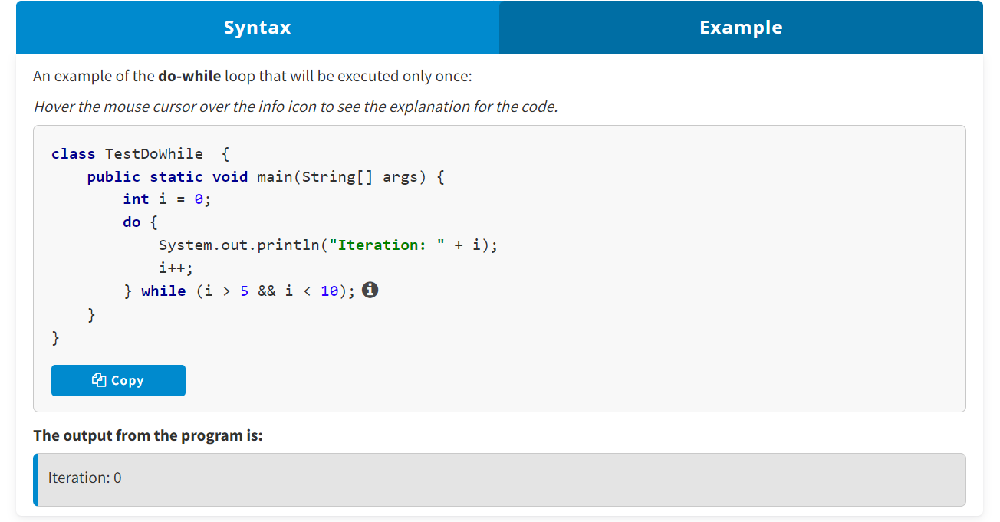 Syntax
Example
An example of the do-while loop that will be executed only once:
Hover the mouse cursor over the info icon to see the explanation for the code.
class TestDoWhile  {
    public static void main(String[] args) {
        int i = 0;
        do {
            System.out.println("Iteration: " + i);
            i++;
        } while (i > 5 && i < 10);
    }
}
Copy
The output from the program is:
Iteration: 0